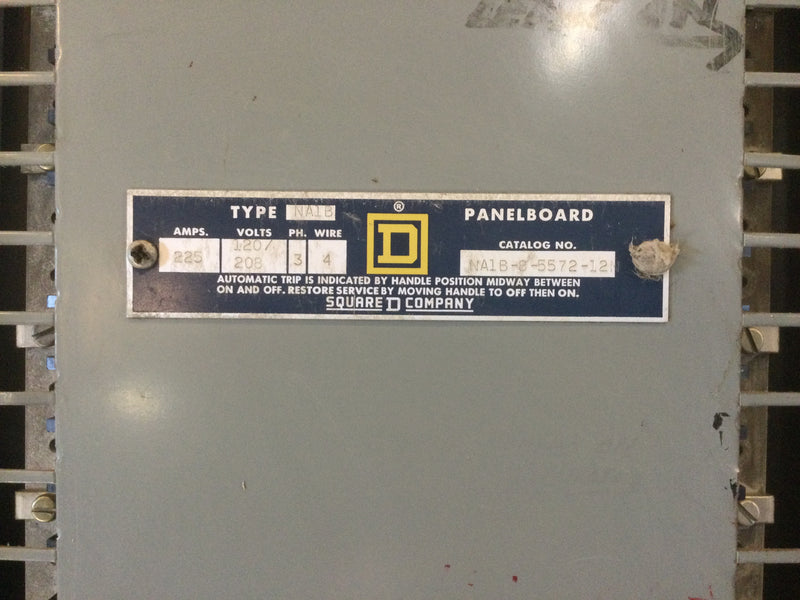 TYPE NA1B ® PANELBOARD
AMPS. VOLTS PH. WIRE CATALOG NO.
225 120/208 3 4 D NA1B-
AUTOMATIC TRIP IS INDICATED BY HANDLE POSITION MIDWAY BETWEEN
ON AND OFF. RESTORE SERVICE BY MOVING HANDLE TO OFF THEN ON.
SQUARE D COMPANY